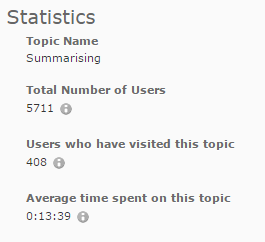 Statistics
Topic Name
Summarising
Total Number of Users
5711
Users who have visited this topic
408
Average time spent on this topic
0:13:39